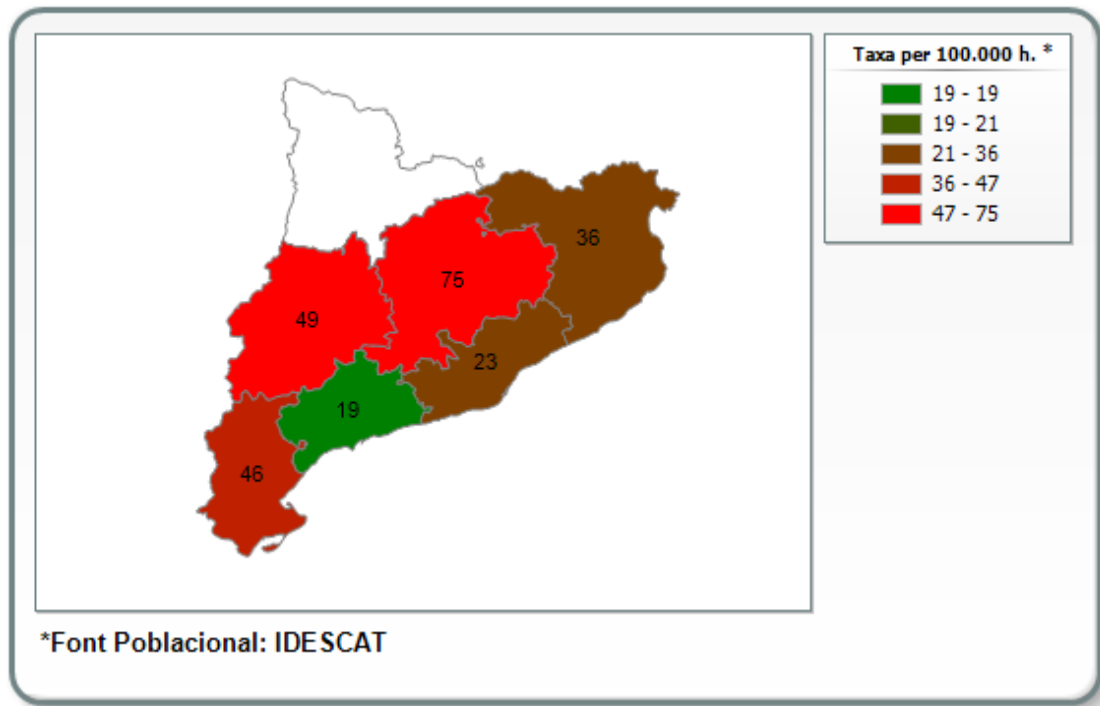 Taxa per 100.000 h. *
19 - 19
19 - 21
21 - 36
36 - 47
47 - 75
36
75
49
23
19
46
*Font Poblacional: IDESCAT